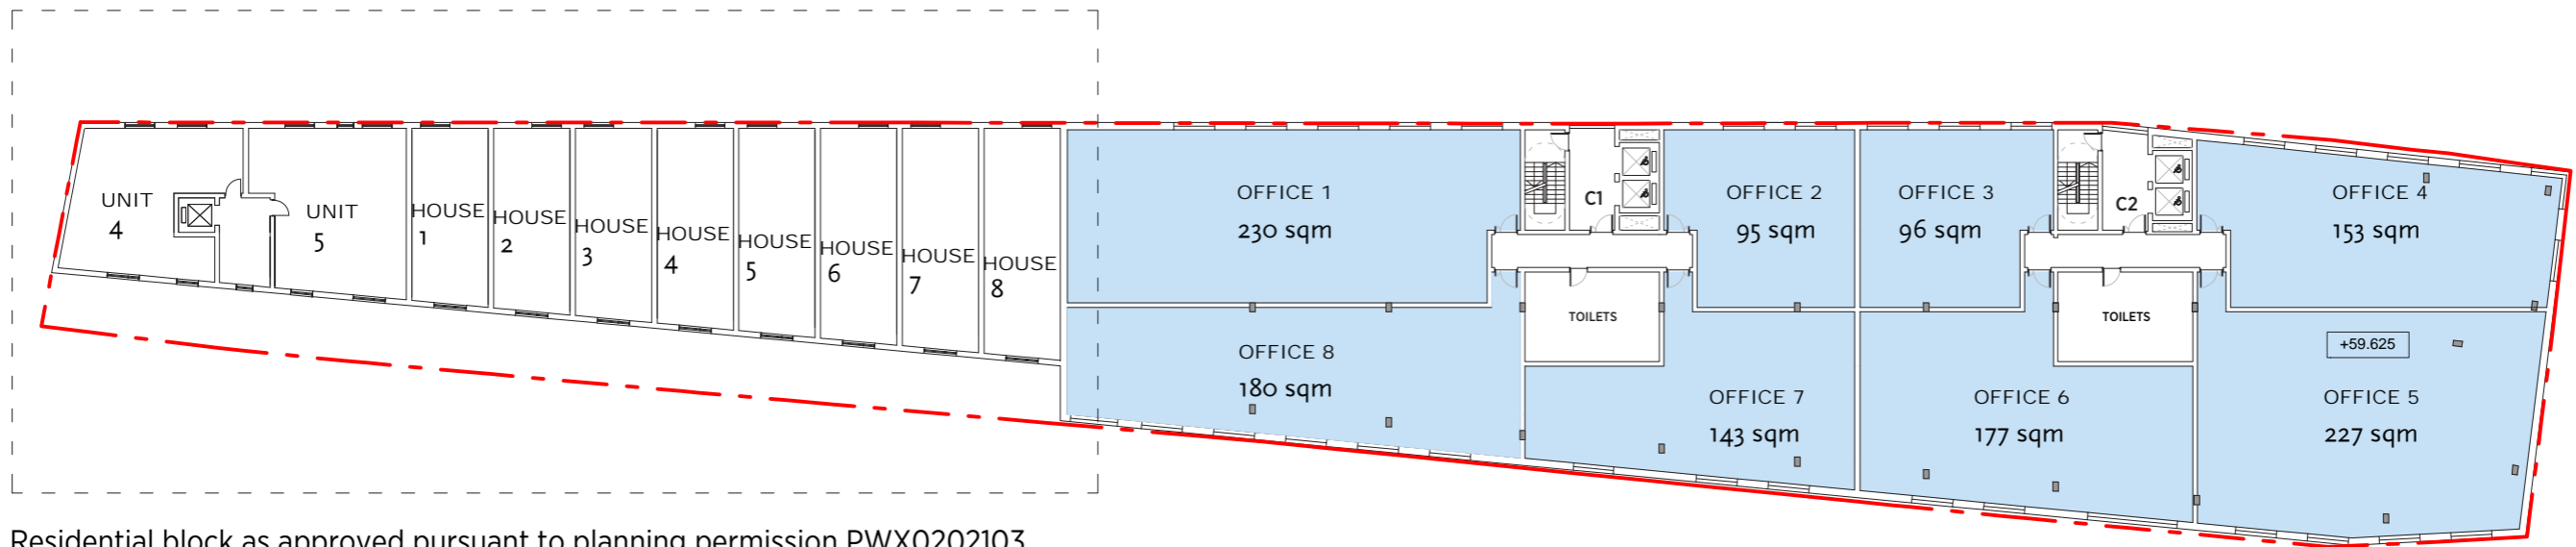 UNIT
4
UNIT
5
HOUSE
1
HOUSE
2
HOUSE
3
HOUSE
4
HOUSE
5
HOUSE
6
HOUSE
7
HOUSE
8
OFFICE 1
230 sqm
C1
OFFICE 2
95 sqm
OFFICE 3
96 sqm
C2
OFFICE 4
153 sqm
TOILETS
TOILETS
+59.625
OFFICE 8
180 sqm
OFFICE 7
143 sqm
OFFICE 6
177 sqm
OFFICE 5
227 sqm
Residential block as approved pursuant to planning permission PWX0202103